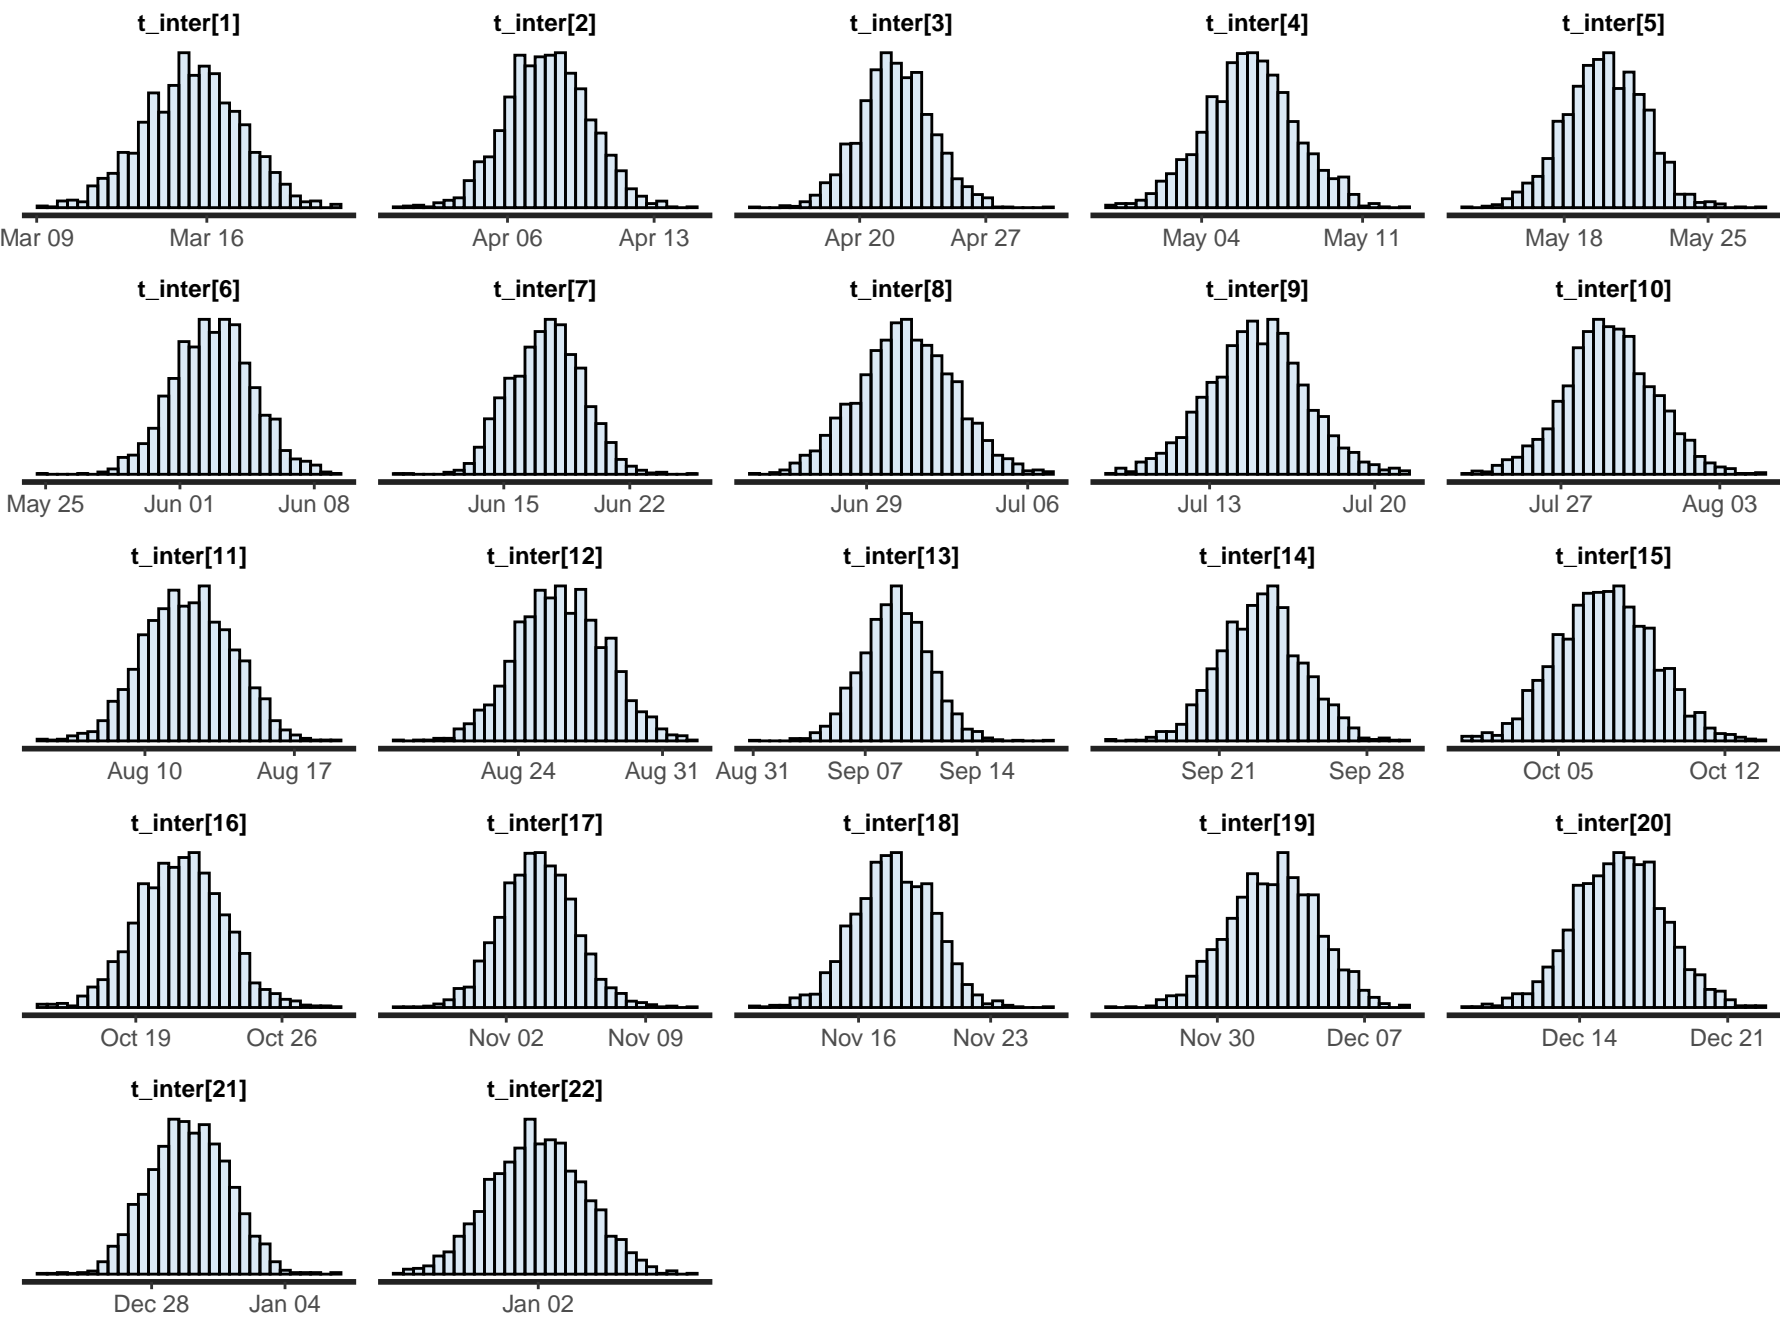 t_inter[1] t_inter[2] t_inter[3] t_inter[4] t_inter[5]
Mar 09 Mar 16 Apr 06 Apr 13 Apr 20 Apr 27 May 04 May 11 May 18 May 25
t_inter[6] t_inter[7] t_inter[8] t_inter[9] t_inter[10]
May 25 Jun 01 Jun 08 Jun 15 Jun 22 Jun 29 Jul 06 Jul 13 Jul 20 Jul 27 Aug 03
t_inter[11] t_inter[12] t_inter[13] t_inter[14] t_inter[15]
Aug 10 Aug 17 Aug 24 Aug 31 Aug 31 Sep 07 Sep 14 Sep 21 Sep 28 Oct 05 Oct 12
t_inter[16] t_inter[17] t_inter[18] t_inter[19] t_inter[20]
Oct 19 Oct 26 Nov 02 Nov 09 Nov 16 Nov 23 Nov 30 Dec 07 Dec 14 Dec 21
t_inter[21] t_inter[22]
Dec 28 Jan 04 Jan 02